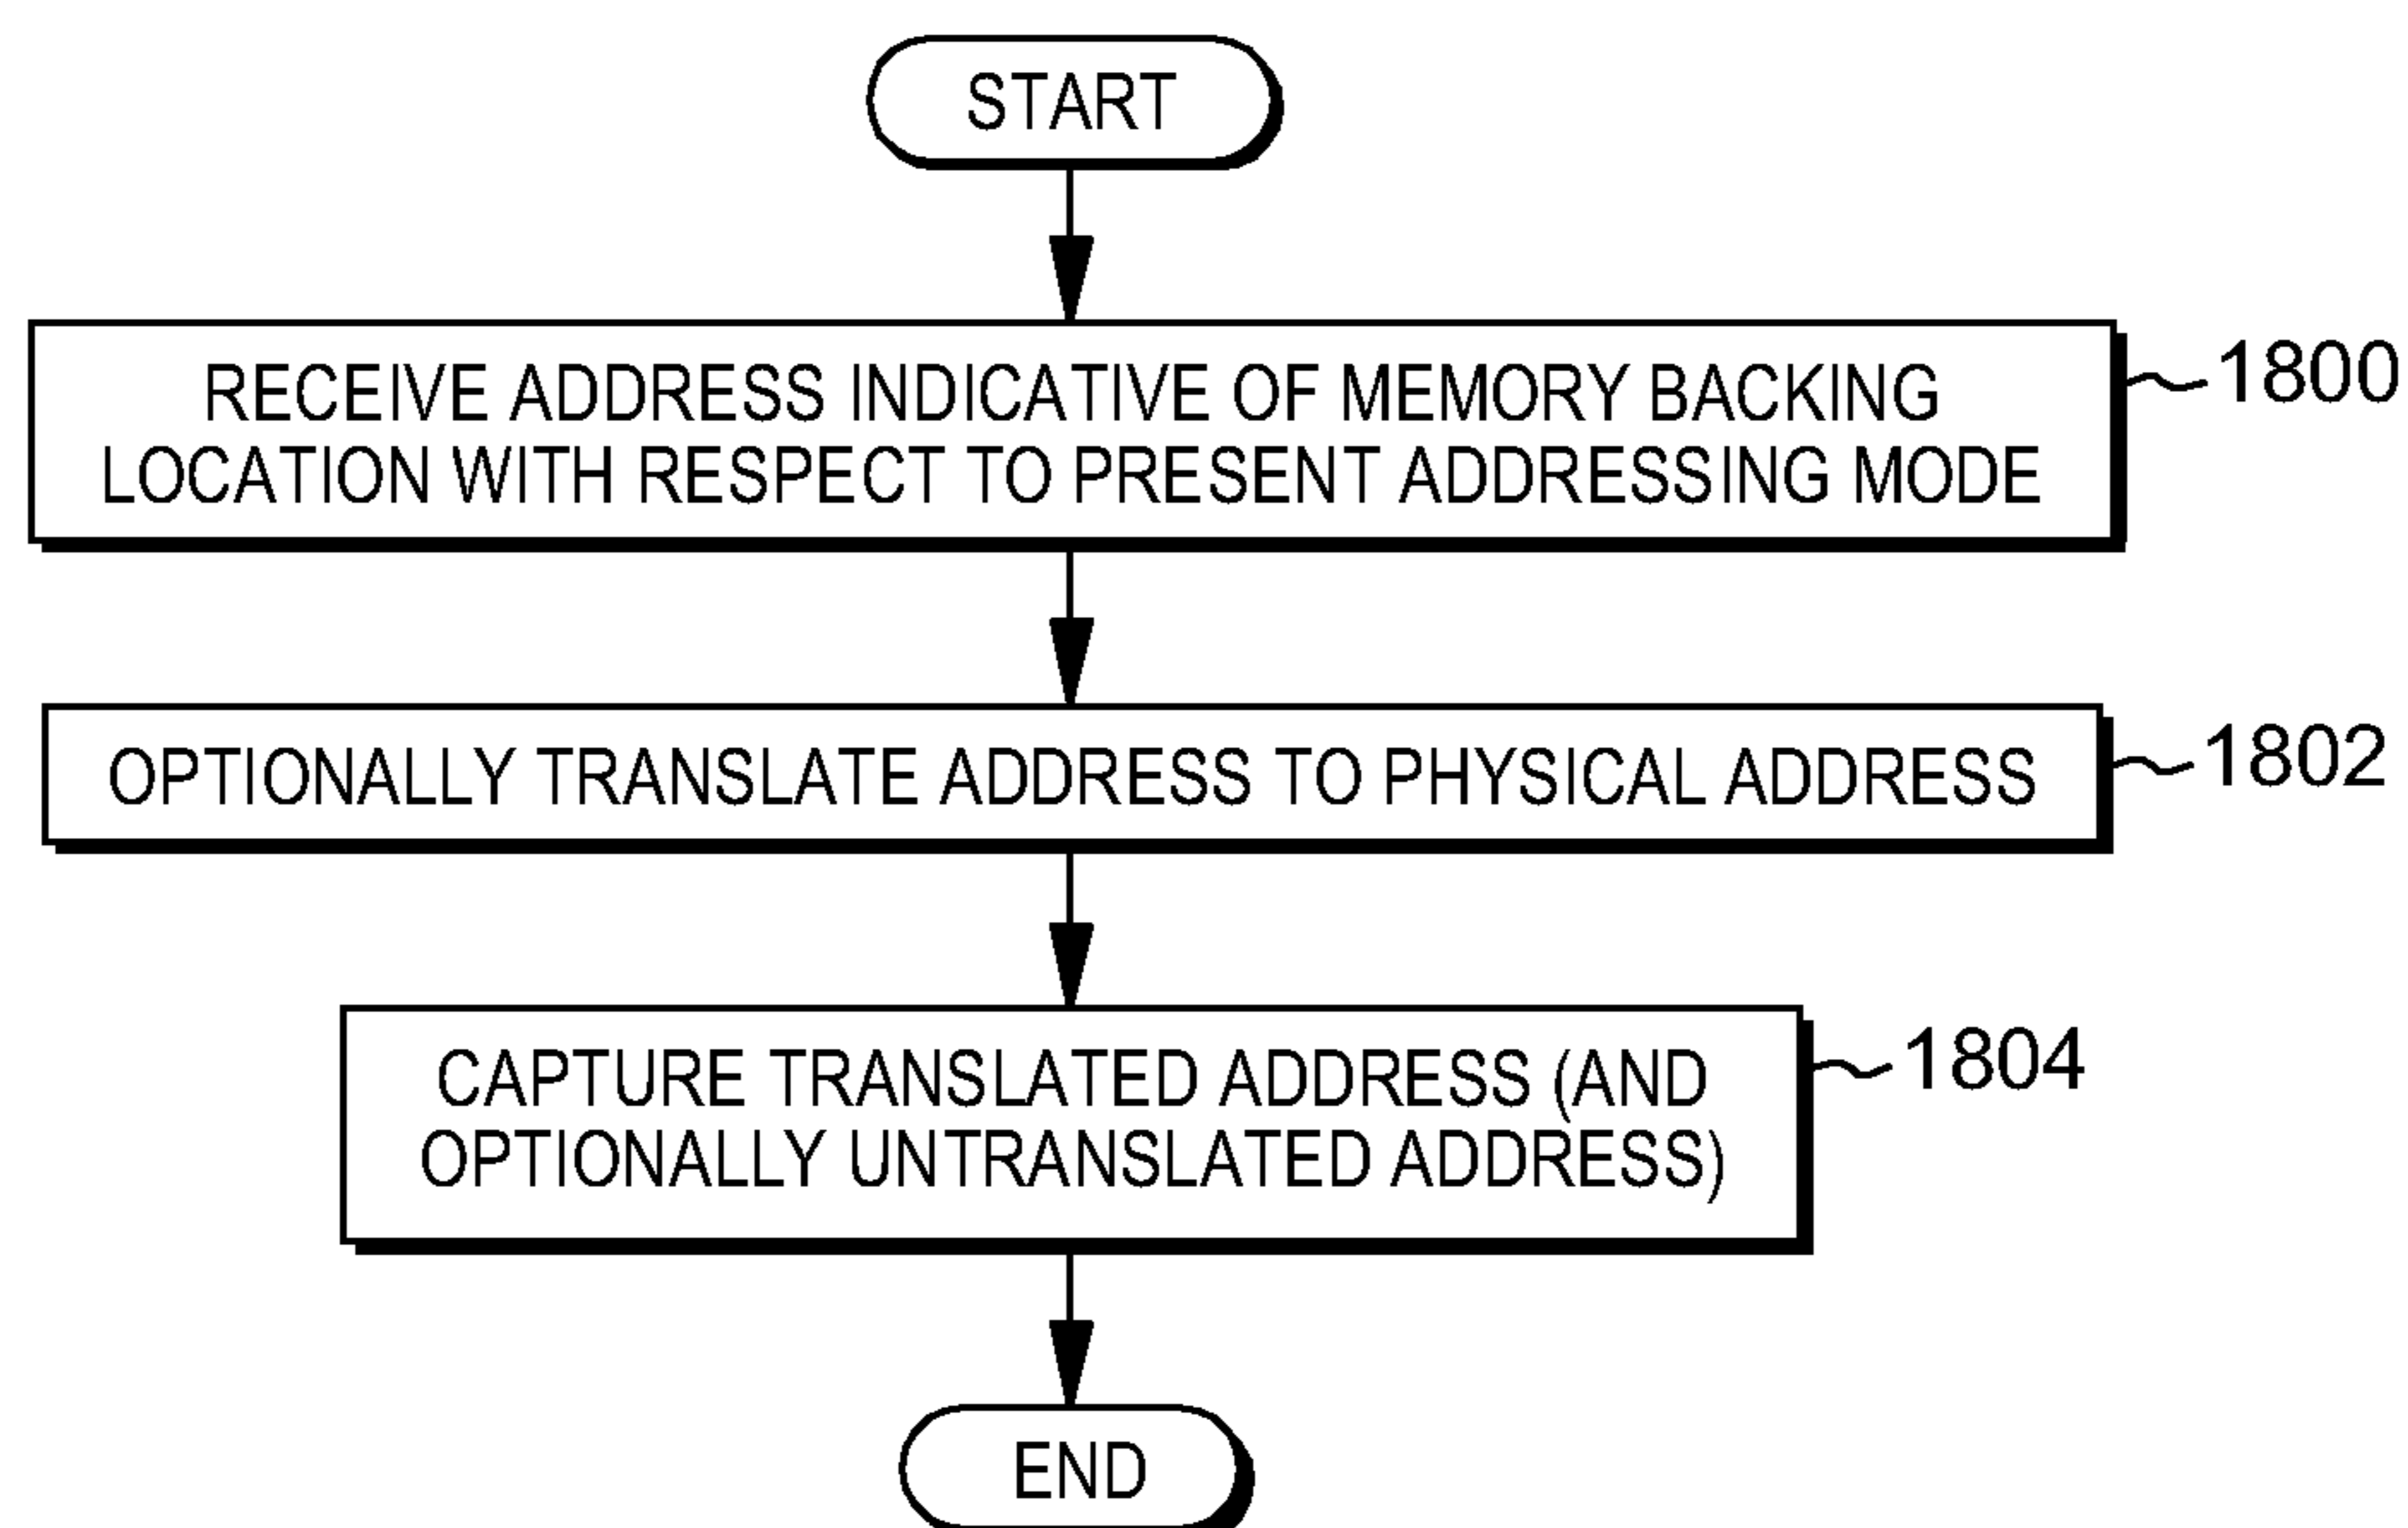 START
RECEIVE ADDRESS INDICATIVE OF MEMORY BACKING
LOCATION WITH RESPECT TO PRESENT ADDRESSING MODE
1800
OPTIONALLY TRANSLATE ADDRESS TO PHYSICAL ADDRESS
1802
CAPTURE TRANSLATED ADDRESS (AND
OPTIONALLY UNTRANSLATED ADDRESS)
1804
END